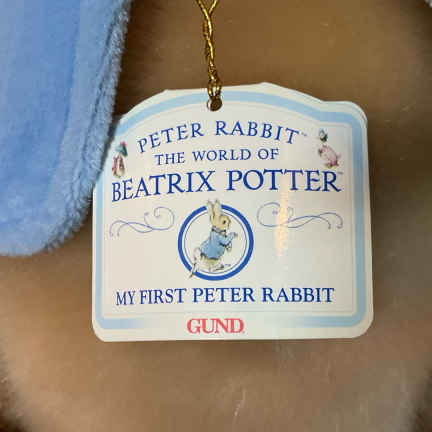 PETER RABBIT™
THE WORLD OF
BEATRIX POTTER™
MY FIRST PETER RABBIT
GUND